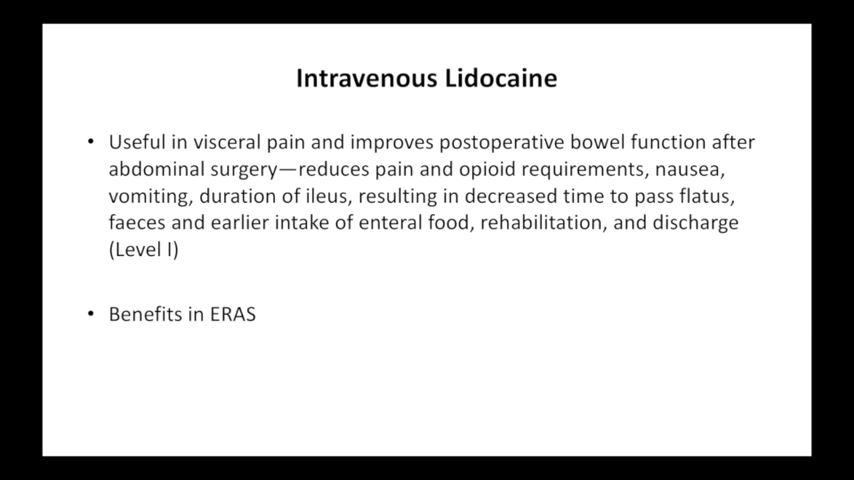 Intravenous Lidocaine
• Useful in visceral pain and improves postoperative bowel function after
abdominal surgery—reduces pain and opioid requirements, nausea,
vomiting, duration of ileus, resulting in decreased time to pass flatus,
faeces and earlier intake of enteral food, rehabilitation, and discharge
(Level I)
• Benefits in ERAS